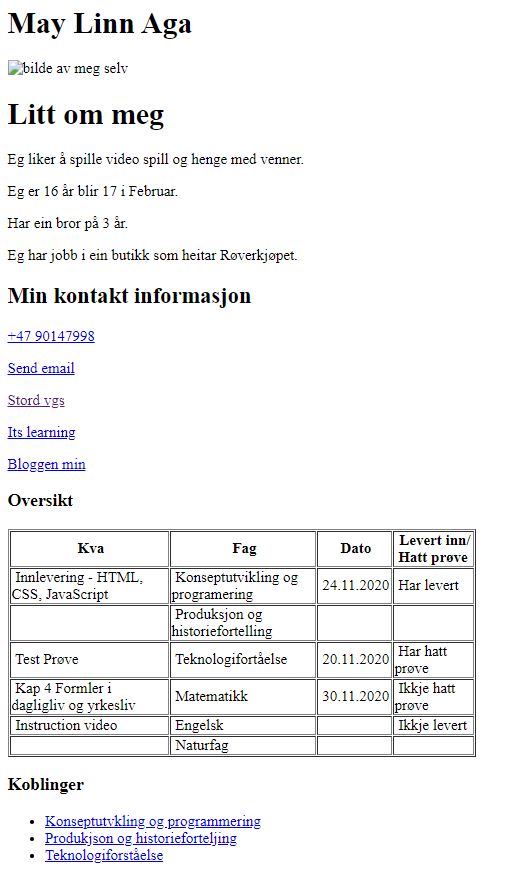 May Linn Aga
bilde av meg selv
Litt om meg
Eg liker å spille video spill og henge med venner.
Eg er 16 år blir 17 i Februar.
Har ein bror på 3 år.
Eg har jobb i ein butikk som heitar Røverkjøpet.
Min kontakt informasjon
+47 90147998
Send email
Stord vgs
Its learning
Bloggen min
Oversikt
Kva Fag Dato Levert inn/
Hatt prøve
Innlevering - HTML, Konseptutvikling og 24.11.2020 Har levert
CSS, JavaScript programering
Produksjon og
historiefortelling
Test Prøve Teknologifortåelse 20.11.2020 Har hatt
prøve
Kap 4 Formler i Matematikk 30.11.2020 Ikkje hatt
dagligliv og yrkesliv prøve
Instruction video Engelsk Ikkje levert
Naturfag
Koblinger
Konseptutvkling og programmering
Produkjson og historieforteljing
Teknologiforståelse